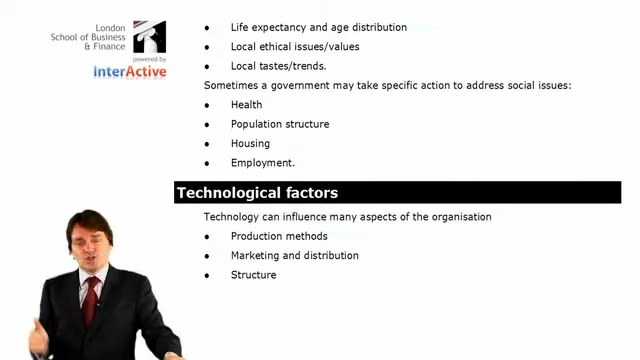 London
School of Business
& Finance
powered by
InterActive
● Life expectancy and age distribution
● Local ethical issues/values
● Local tastes/trends.
Sometimes a government may take specific action to address social issues:
● Health
● Population structure
● Housing
● Employment.
Technological factors
Technology can influence many aspects of the organisation
● Production methods
● Marketing and distribution
● Structure